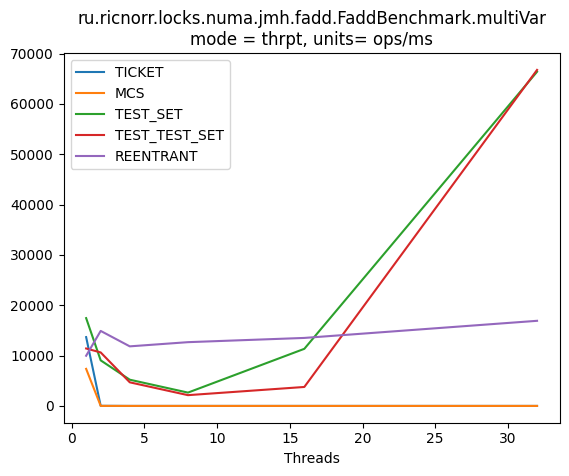 ru.ricnorr.locks.numa.jmh.fadd.FaddBenchmark.multiVar
mode = thrpt, units= ops/ms
70000
60000
50000
40000
30000
20000
10000
0
TICKET
MCS
TEST_SET
TEST_TEST_SET
REENTRANT
0 5 10 15 20 25 30
Threads